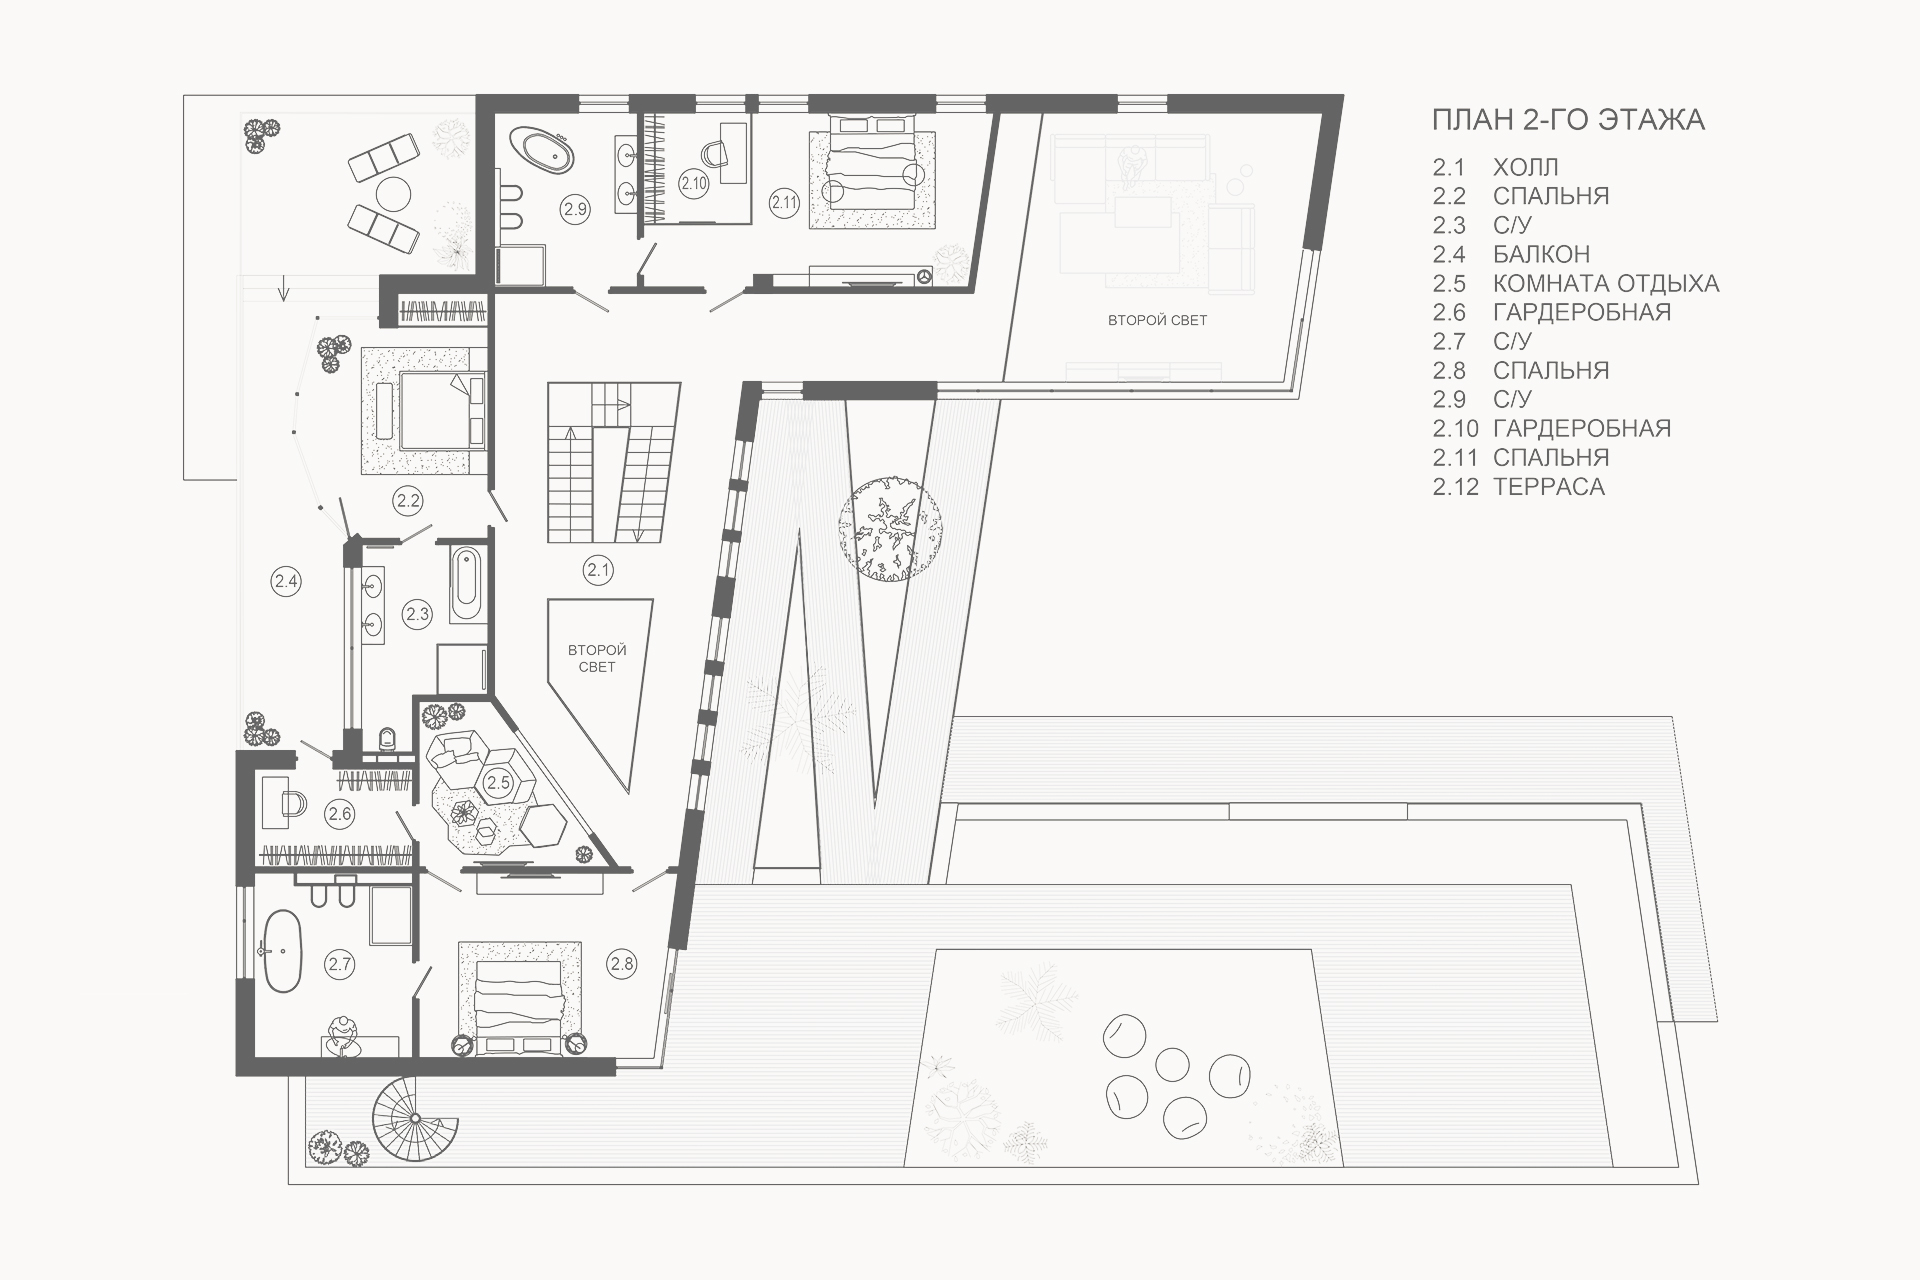 ПЛАН 2-ГО ЭТАЖА
2.1 ХОЛЛ
2.2 СПАЛЬНЯ
2.3 С/У
2.4 БАЛКОН
2.5 КОМНАТА ОТДЫХА
2.6 ГАРДЕРОБНАЯ
2.7 С/У
2.8 СПАЛЬНЯ
2.9 С/У
2.10 ГАРДЕРОБНАЯ
2.11 СПАЛЬНЯ
2.12 ТЕРРАСА
2.9
2.10
2.11
ВТОРОЙ СВЕТ
2.2
2.1
2.4
2.3
ВТОРОЙ
СВЕТ
2.5
2.6
2.7
2.8